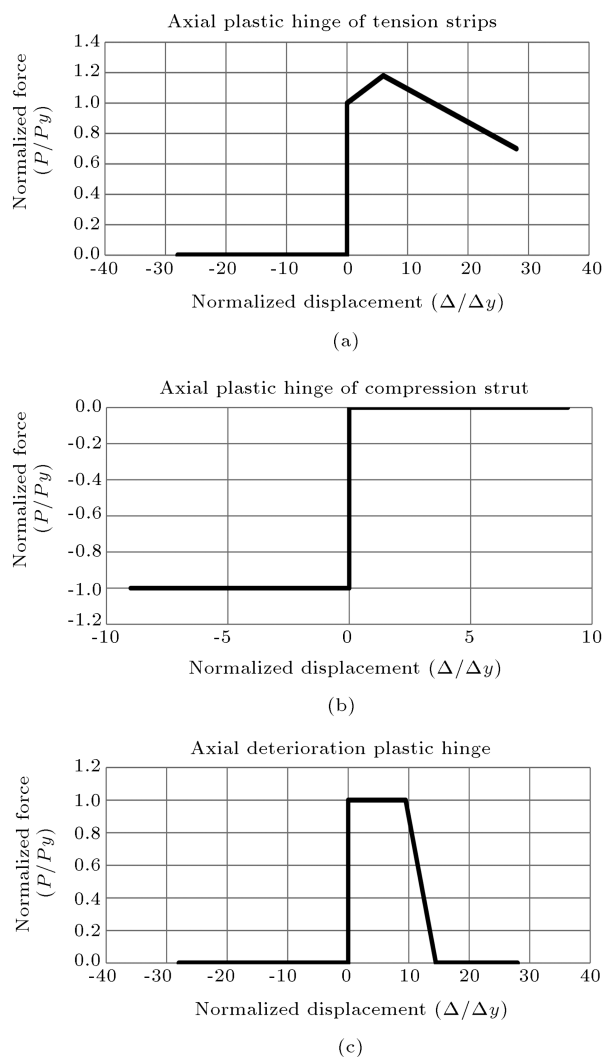 Axial plastic hinge of tension strips
Normalized force
(P/Py)
1.4
1.2
1.0
0.8
0.6
0.4
0.2
0.0
-40 -30 -20 -10 0 10 20 30 40
Normalized displacement (Δ/Δy)
(a)
Axial plastic hinge of compression strut
Normalized force
(P/Py)
0.0
-0.2
-0.4
-0.6
-0.8
-1.0
-1.2
-10 -5 0 5 10
Normalized displacement (Δ/Δy)
(b)
Axial deterioration plastic hinge
Normalized force
(P/Py)
1.2
1.0
0.8
0.6
0.4
0.2
0.0
-40 -30 -20 -10 0 10 20 30 40
Normalized displacement (Δ/Δy)
(c)